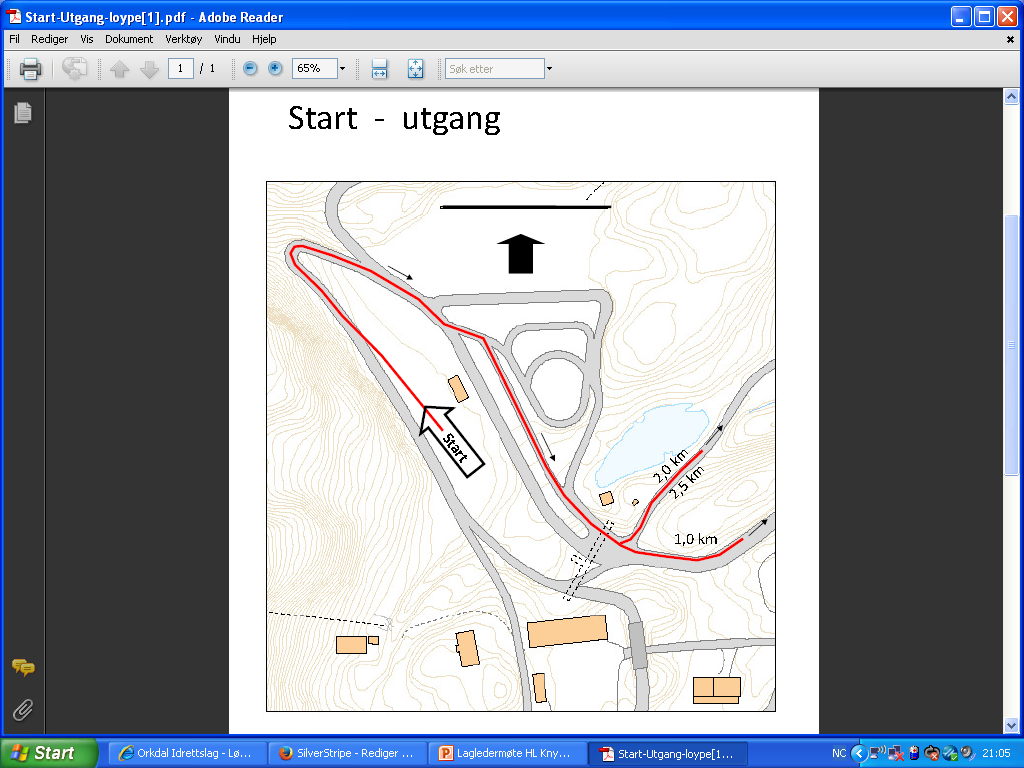 Start-Utgang-loype[1].pdf - Adobe Reader
Fil Rediger Vis Dokument Verktøy Vindu Hjelp
1 / 1 65% Søk etter
Start - utgang
Start
2,0 km
2,5 km
1,0 km
Start Orkdal Idrettslag - Lø... SilverStripe - Rediger ... Lagledermøte HL Kny... Start-Utgang-loype[1... NC 21:05